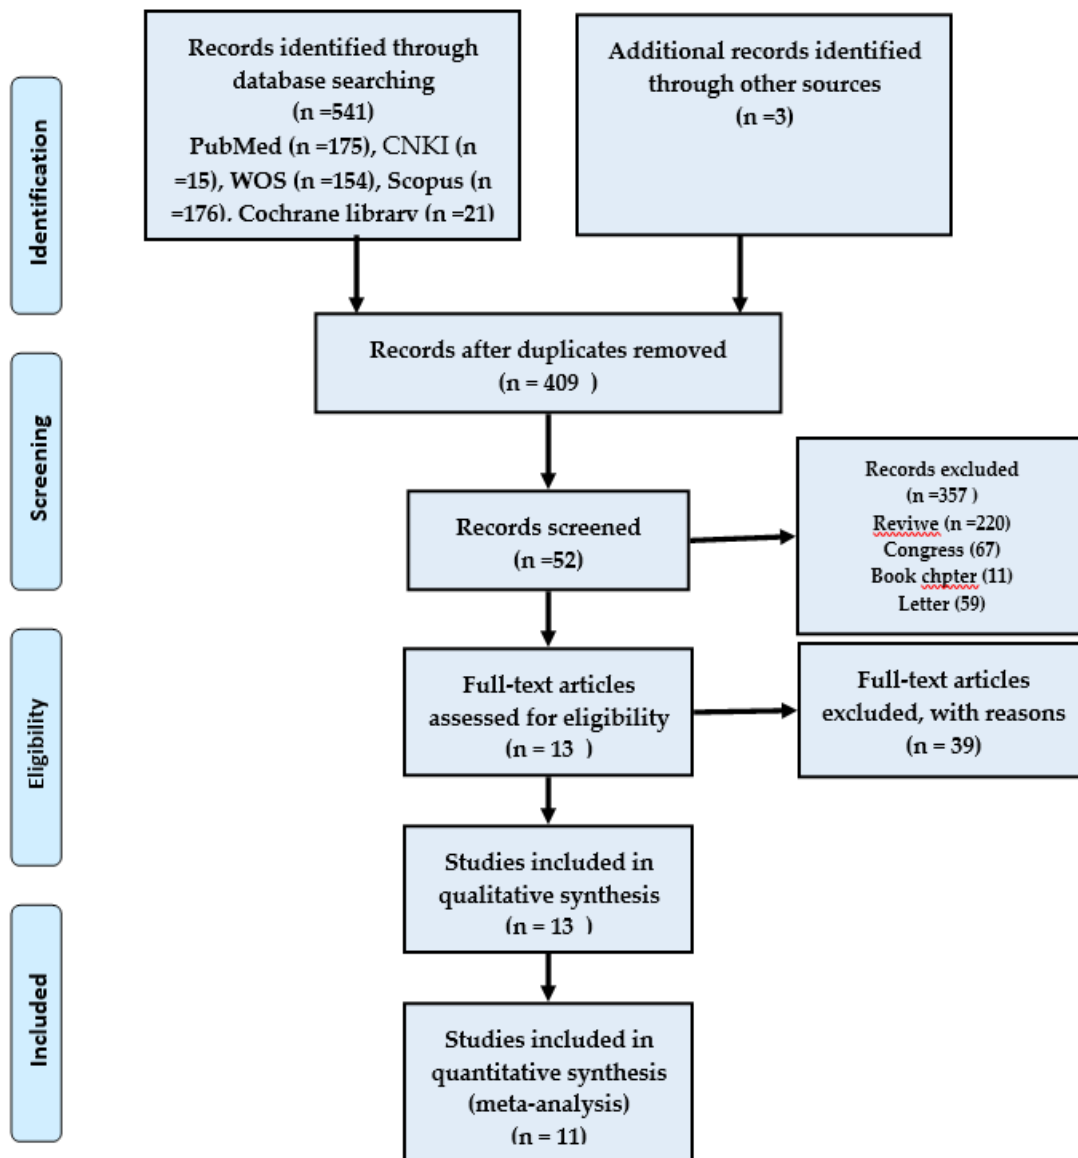 Records identified through
database searching
(n =541)
PubMed (n =175), CNKI (n
=15), WOS (n =154), Scopus (n
=176), Cochrane library (n =21)
Additional records identified
through other sources
(n =3)
Identification
Records after duplicates removed
(n = 409  )
Screening
Records screened
(n =52)
Records excluded
(n =357 )
Reviwe (n =220)
Congress (67)
Book chpter (11)
Letter (59)
Eligibility
Full-text articles
assessed for eligibility
(n = 13  )
Full-text articles
excluded, with reasons
(n = 39)
Studies included in
qualitative synthesis
(n = 13  )
Included
Studies included in
quantitative synthesis
(meta-analysis)
(n = 11)